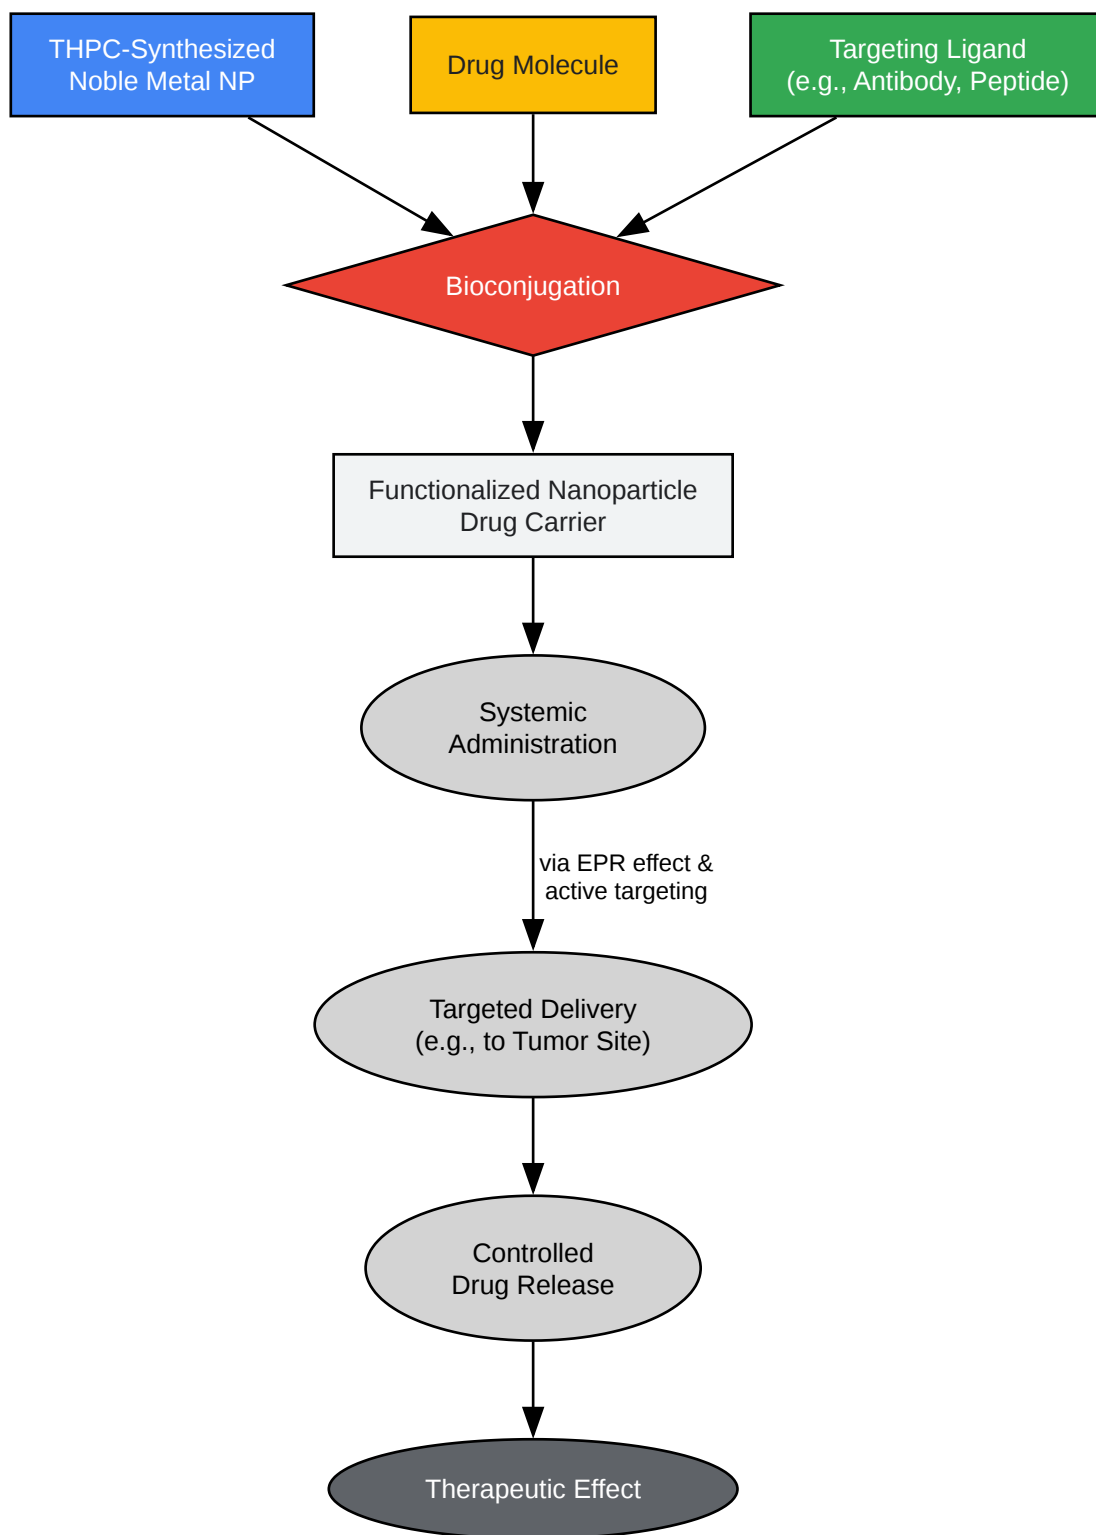 THPC-Synthesized
Noble Metal NP
Drug Molecule
Targeting Ligand
(e.g., Antibody, Peptide)
Bioconjugation
Functionalized Nanoparticle
Drug Carrier
Systemic
Administration
via EPR effect &
active targeting
Targeted Delivery
(e.g., to Tumor Site)
Controlled
Drug Release
Therapeutic Effect